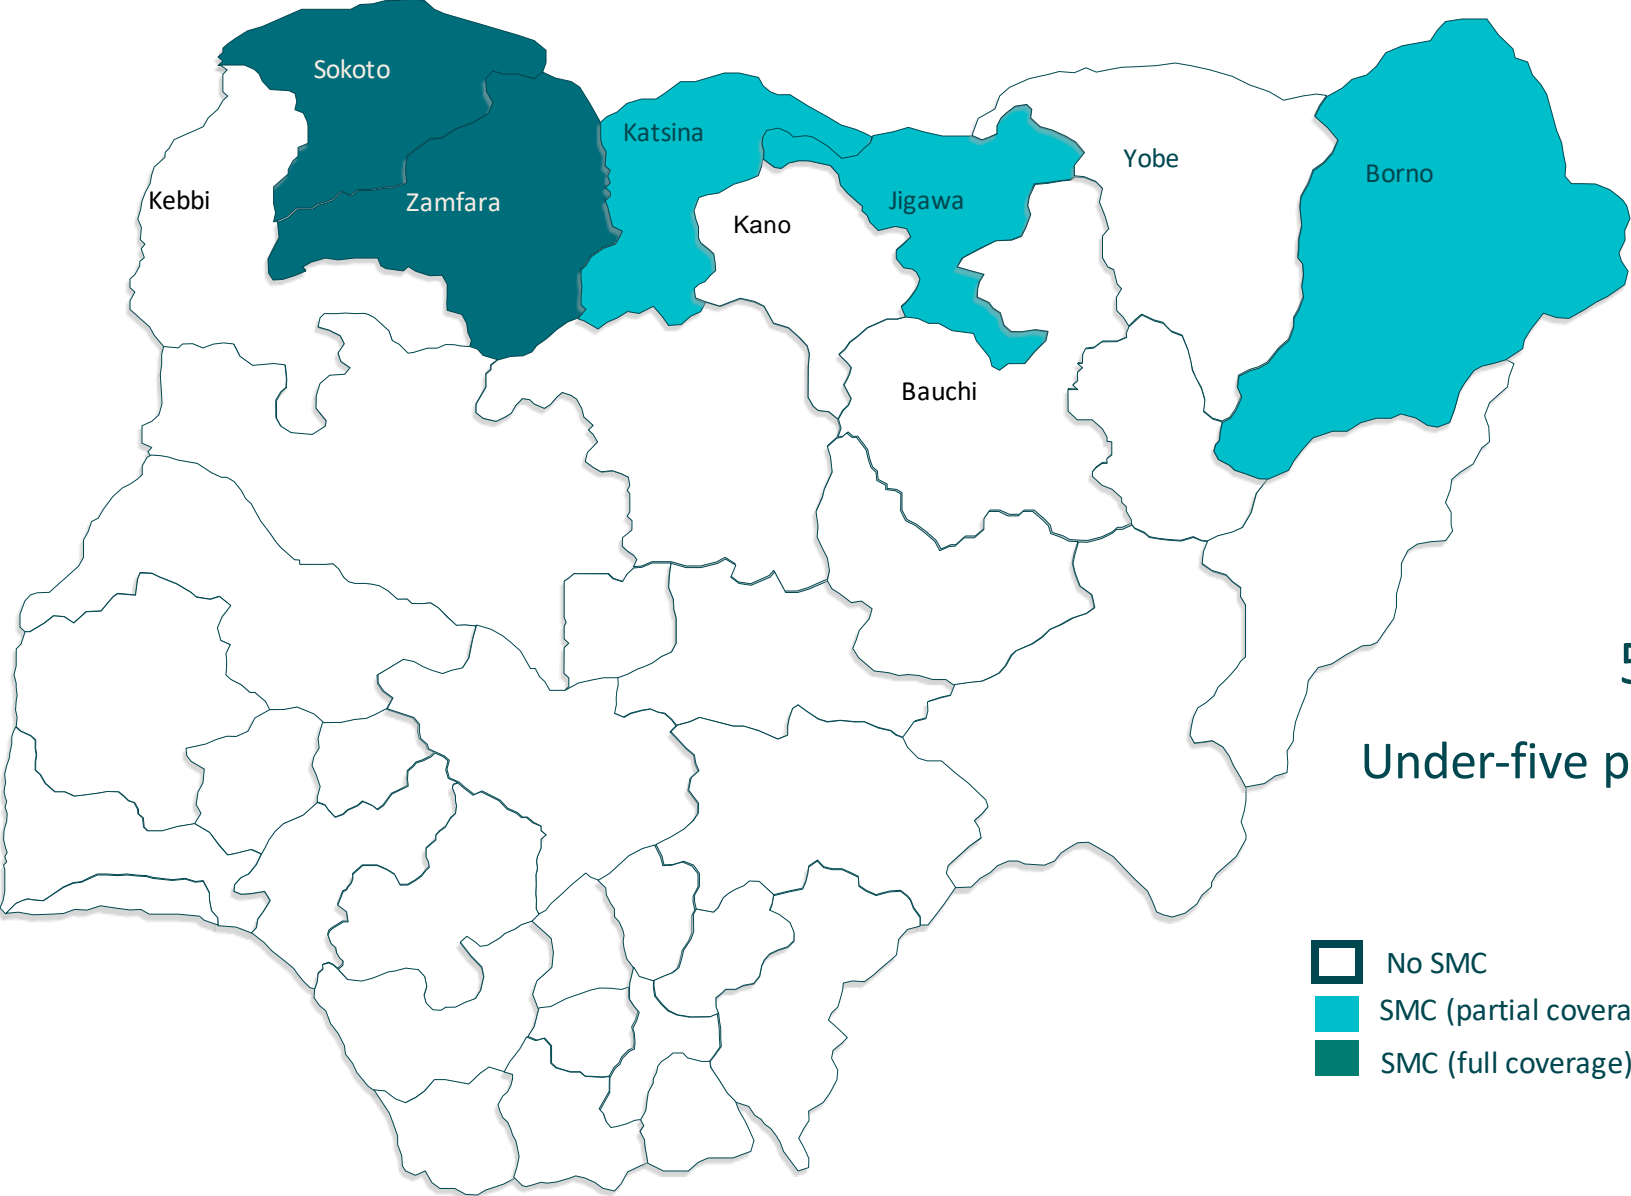 Sokoto
Katsina
Yobe
Borno
Kebbi
Zamfara
Jigawa
Kano
Bauchi
Under-five p
No SMC
SMC (partial covera
SMC (full coverage)